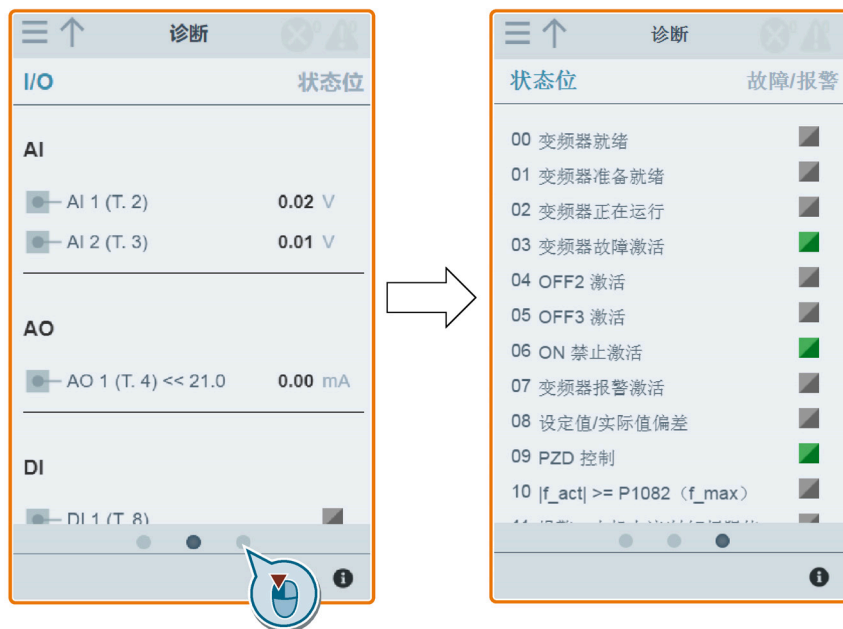 诊断
I/O 状态位
AI
AI 1 (T. 2) 0.02 V
AI 2 (T. 3) 0.01 V
AO
AO 1 (T. 4) << 21.0 0.00 mA
DI
DI 1 (T. 8)
诊断
状态位 故障/报警
00 变频器就绪
01 变频器准备就绪
02 变频器正在运行
03 变频器故障激活
04 OFF2 激活
05 OFF3 激活
06 ON 禁止激活
07 变频器报警激活
08 设定值/实际值偏差
09 PZD 控制
10 |f_act| >= P1082（f_max）